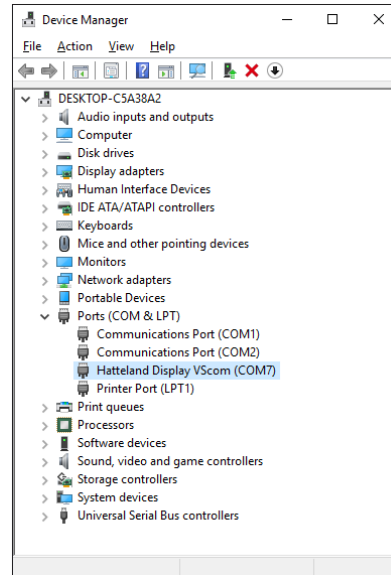 Device Manager
File Action View Help
DESKTOP-C5A38A2
Audio inputs and outputs
Computer
Disk drives
Display adapters
Human Interface Devices
IDE ATA/ATAPI controllers
Keyboards
Mice and other pointing devices
Monitors
Network adapters
Portable Devices
Ports (COM & LPT)
Communications Port (COM1)
Communications Port (COM2)
Hatteland Display VScom (COM7)
Printer Port (LPT1)
Print queues
Processors
Software devices
Sound, video and game controllers
Storage controllers
System devices
Universal Serial Bus controllers